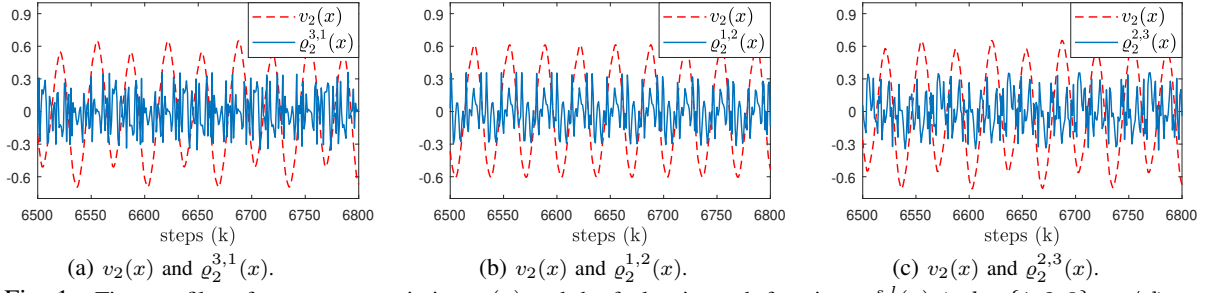 0.9
0.6
0.3
0
-0.3
-0.6
v₂(x)
ϱ₂^{3,1}(x)
6500 6550 6600 6650 6700 6750 6800
steps (k)
(a) v₂(x) and ϱ₂^{3,1}(x).
0.9
0.6
0.3
0
-0.3
-0.6
v₂(x)
ϱ₂^{1,2}(x)
6500 6550 6600 6650 6700 6750 6800
steps (k)
(b) v₂(x) and ϱ₂^{1,2}(x).
0.9
0.6
0.3
0
-0.3
-0.6
v₂(x)
ϱ₂^{2,3}(x)
6500 6550 6600 6650 6700 6750 6800
steps (k)
(c) v₂(x) and ϱ₂^{2,3}(x).